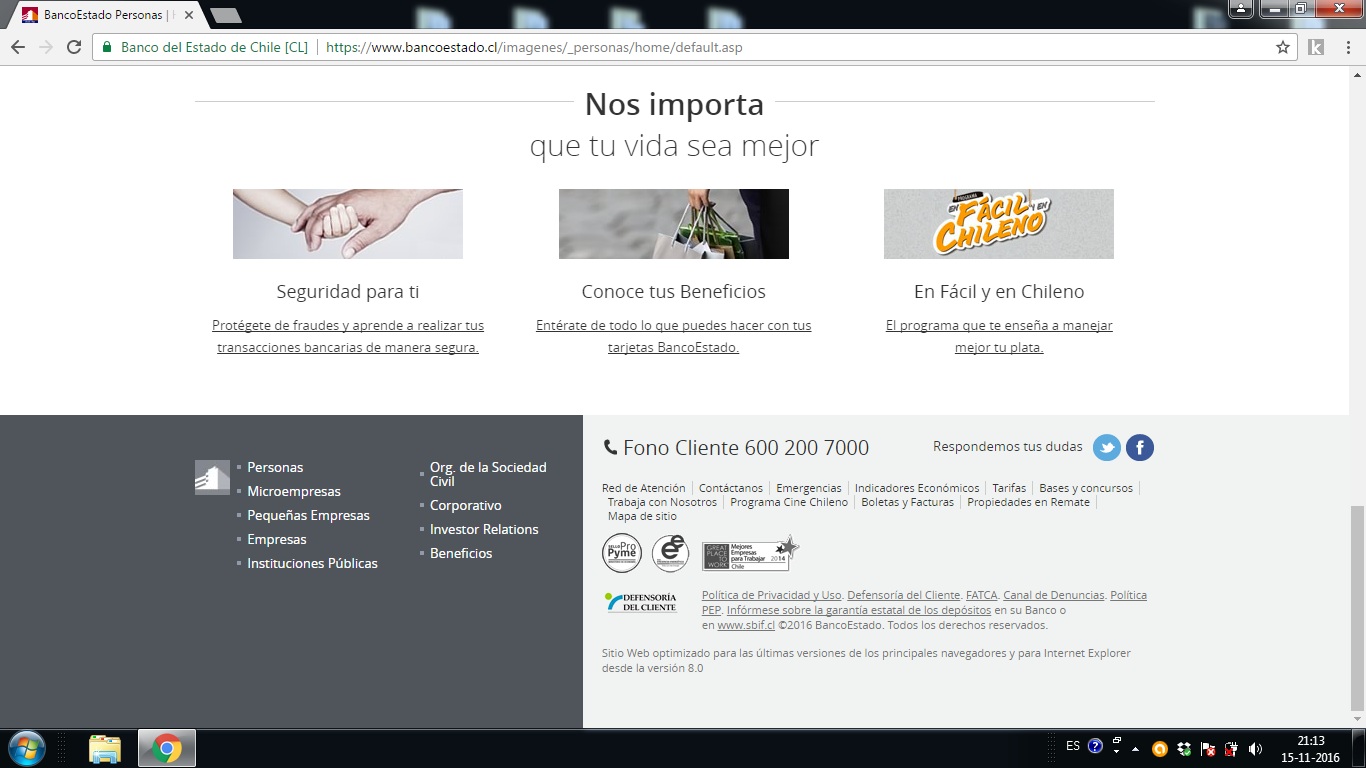 BancoEstado Personas |
Banco del Estado de Chile [CL]
https://www.bancoestado.cl/imagenes/_personas/home/default.asp
Nos importa
que tu vida sea mejor
PROGRAMA
EN FÁCIL Y EN
CHILENO
Seguridad para ti
Protégete de fraudes y aprende a realizar tus
transacciones bancarias de manera segura.
Conoce tus Beneficios
Entérate de todo lo que puedes hacer con tus
tarjetas BancoEstado.
En Fácil y en Chileno
El programa que te enseña a manejar
mejor tu plata.
Personas
Microempresas
Pequeñas Empresas
Empresas
Instituciones Públicas
Org. de la Sociedad
Civil
Corporativo
Investor Relations
Beneficios
Fono Cliente 600 200 7000
Respondemos tus dudas
Red de Atención | Contáctanos | Emergencias | Indicadores Económicos | Tarifas | Bases y concursos |
Trabaja con Nosotros | Programa Cine Chileno | Boletas y Facturas | Propiedades en Remate |
Mapa de sitio
SELLO Pro
Pyme
GREAT
PLACE
TO
WORK
Mejores
Empresas
para Trabajar 2014
Chile
DEFENSORÍA
DEL CLIENTE
Política de Privacidad y Uso. Defensoría del Cliente. FATCA. Canal de Denuncias. Política
PEP. Infórmese sobre la garantía estatal de los depósitos en su Banco o
en www.sbif.cl ©2016 BancoEstado. Todos los derechos reservados.
Sitio Web optimizado para las últimas versiones de los principales navegadores y para Internet Explorer
desde la versión 8.0
ES
21:13
15-11-2016